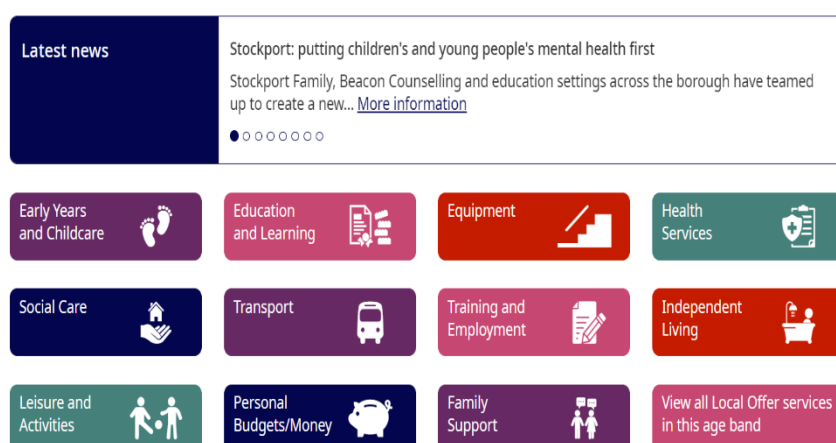 Latest news
Stockport: putting children's and young people's mental health first
Stockport Family, Beacon Counselling and education settings across the borough have teamed
up to create a new... More information
Early Years
and Childcare
Education
and Learning
Equipment
Health
Services
Social Care
Transport
Training and
Employment
Independent
Living
Leisure and
Activities
Personal
Budgets/Money
Family
Support
View all Local Offer services
in this age band